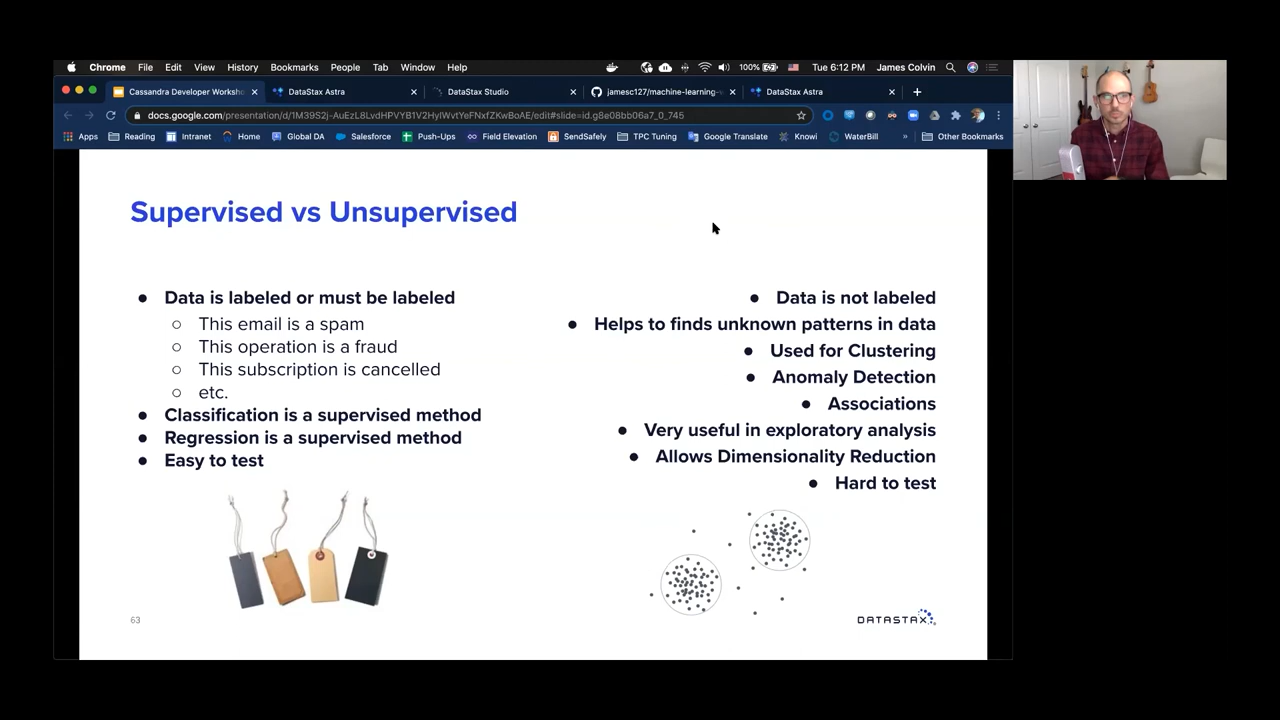 Chrome File Edit View History Bookmarks People Tab Window Help 100% Tue 6:12 PM James Colvin
Cassandra Developer Worksho DataStax Astra DataStax Studio jamesc127/machine-learning- DataStax Astra
docs.google.com/presentation/d/1M39S2j-AuEzL8LvdHPVYB1V2HyIWvtYeFNxfZKwBoAE/edit#slide=id.g8e08bb06a7_0_745
Apps Reading Intranet Home Global DA Salesforce Push-Ups Field Elevation SendSafely TPC Tuning Google Translate Knowi WaterBill » Other Bookmarks
Supervised vs Unsupervised
● Data is labeled or must be labeled
○ This email is a spam
○ This operation is a fraud
○ This subscription is cancelled
○ etc.
● Classification is a supervised method
● Regression is a supervised method
● Easy to test
● Data is not labeled
● Helps to finds unknown patterns in data
● Used for Clustering
● Anomaly Detection
● Associations
● Very useful in exploratory analysis
● Allows Dimensionality Reduction
● Hard to test
63
DATASTAX